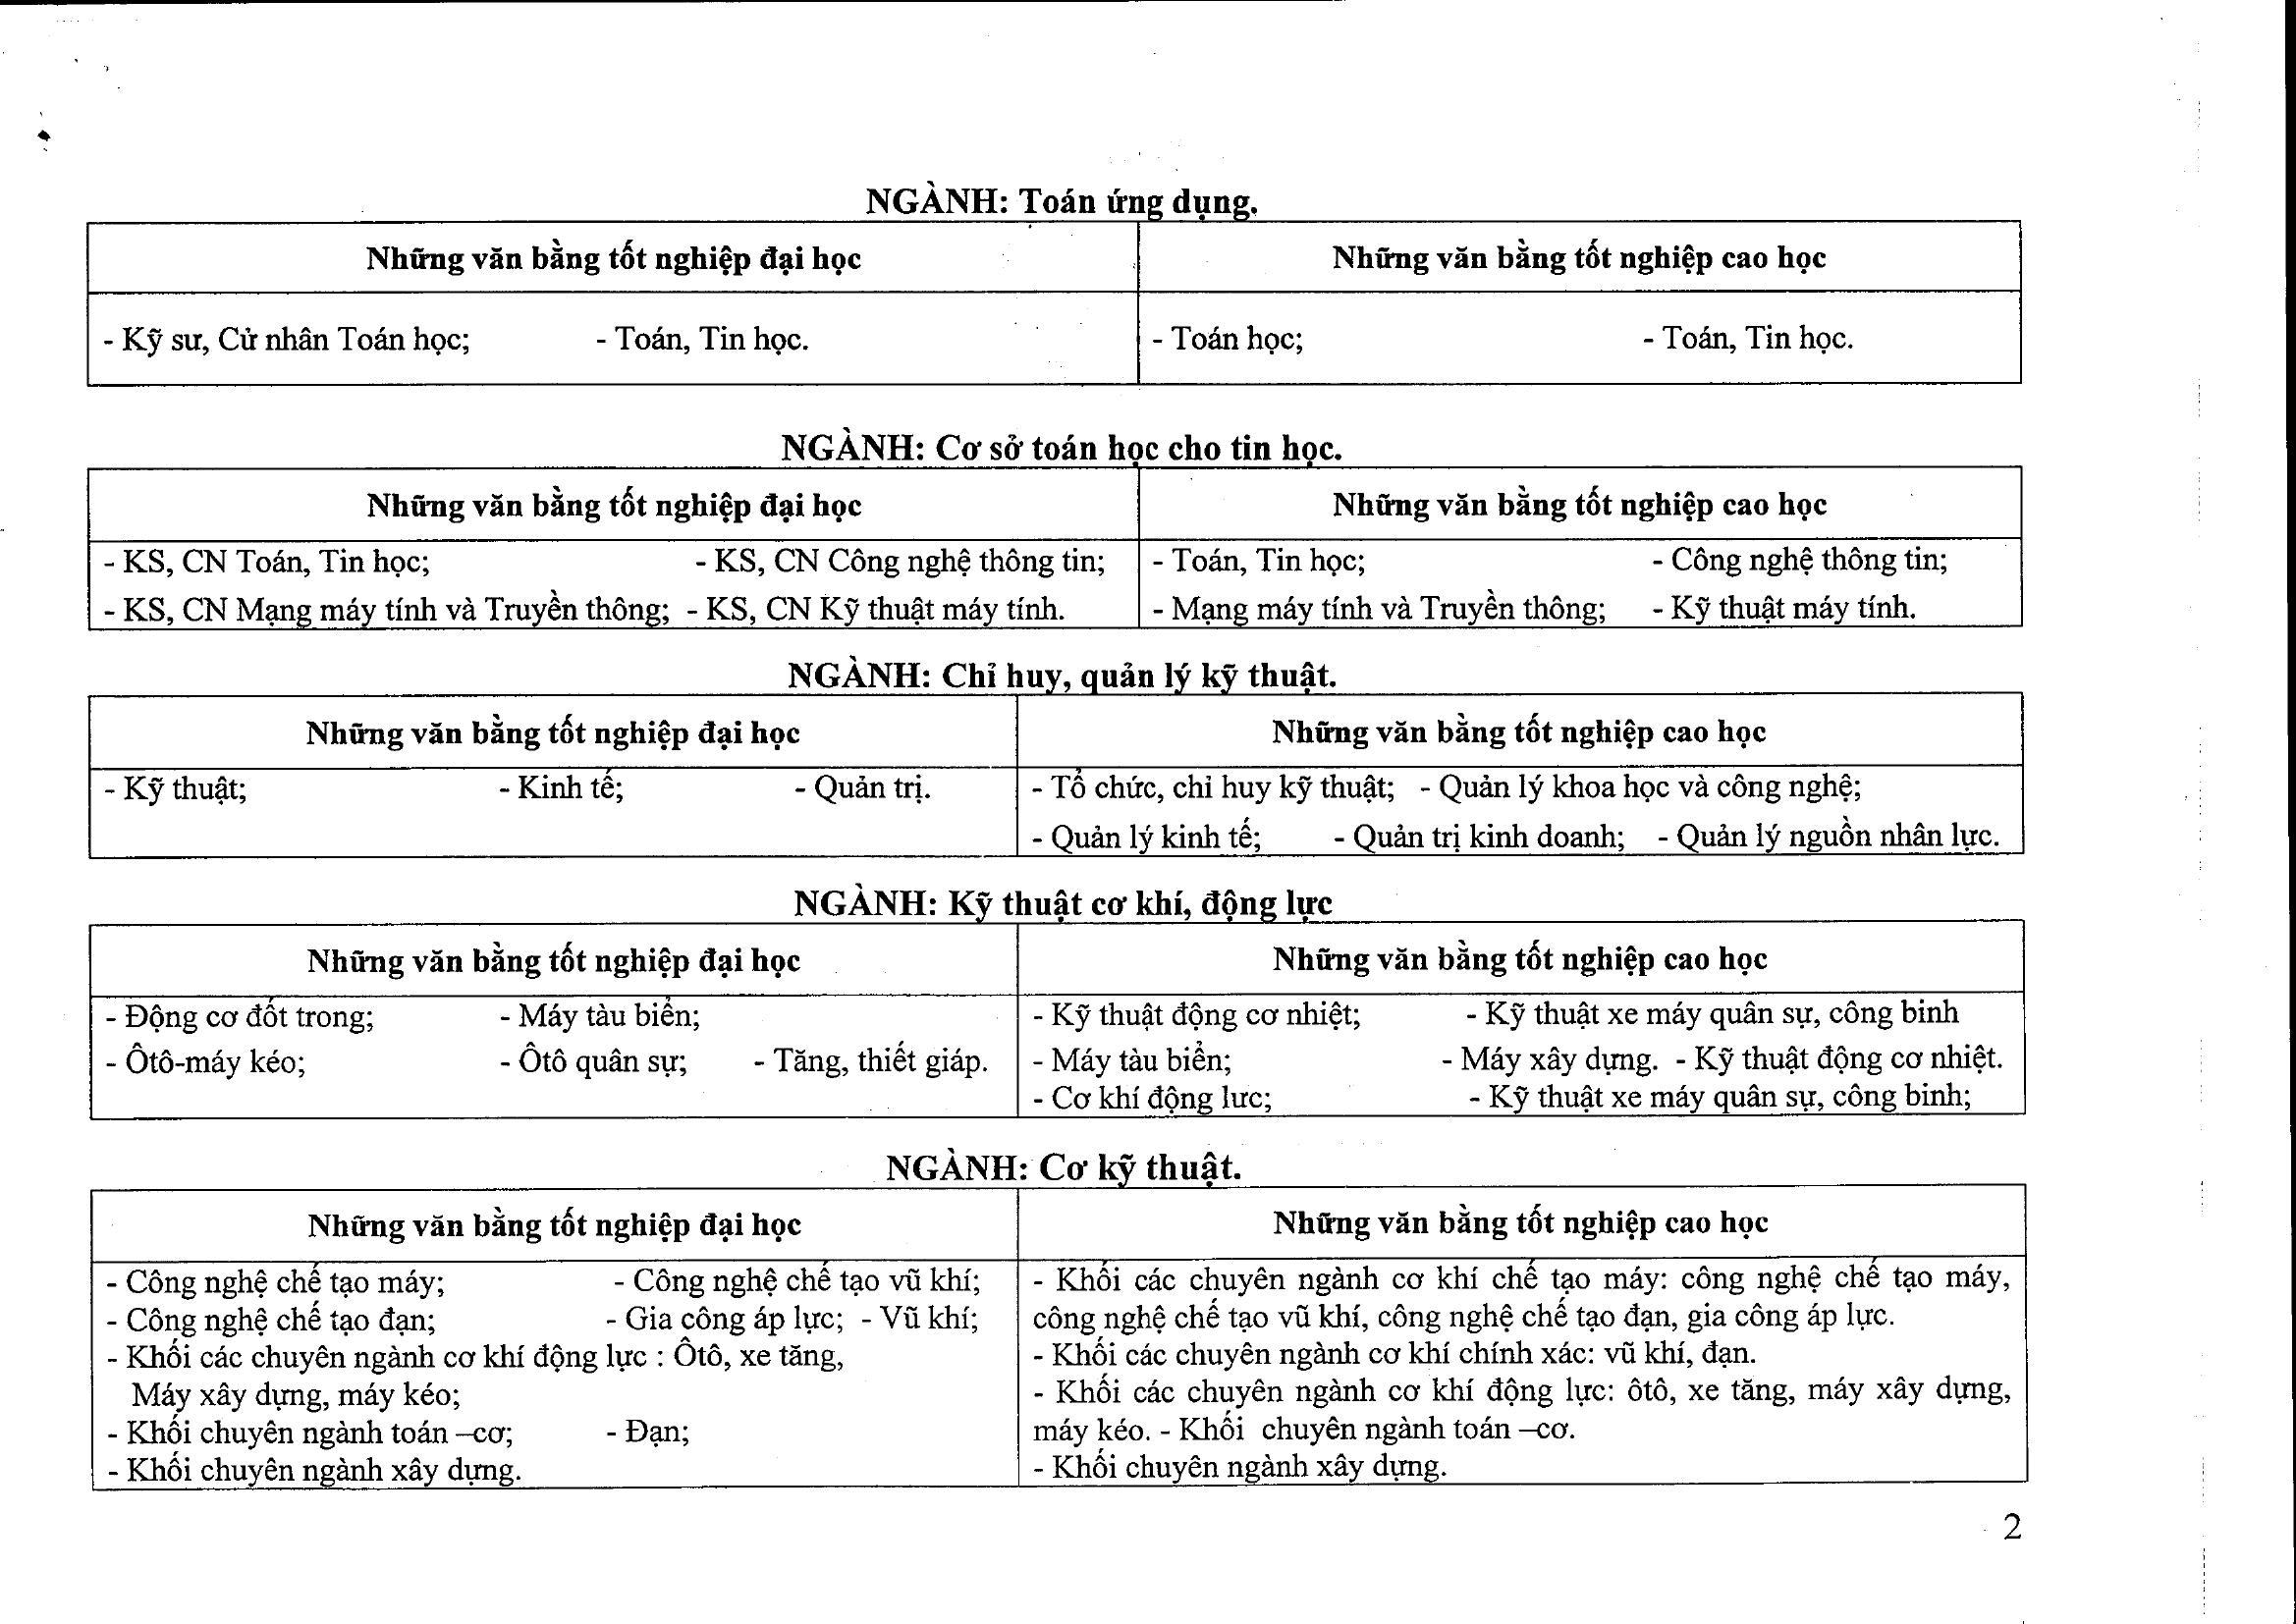 NGÀNH: Toán ứng dụng.
Những văn bằng tốt nghiệp đại học Những văn bằng tốt nghiệp cao học
- Kỹ sư, Cử nhân Toán học; - Toán, Tin học. - Toán học; - Toán, Tin học.
NGÀNH: Cơ sở toán học cho tin học.
Những văn bằng tốt nghiệp đại học Những văn bằng tốt nghiệp cao học
- KS, CN Toán, Tin học; - KS, CN Công nghệ thông tin;
- KS, CN Mạng máy tính và Truyền thông; - KS, CN Kỹ thuật máy tính.
- Toán, Tin học; - Công nghệ thông tin;
- Mạng máy tính và Truyền thông; - Kỹ thuật máy tính.
NGÀNH: Chỉ huy, quản lý kỹ thuật.
Những văn bằng tốt nghiệp đại học Những văn bằng tốt nghiệp cao học
- Kỹ thuật; - Kinh tế; - Quản trị.
- Tổ chức, chỉ huy kỹ thuật; - Quản lý khoa học và công nghệ;
- Quản lý kinh tế; - Quản trị kinh doanh; - Quản lý nguồn nhân lực.
NGÀNH: Kỹ thuật cơ khí, động lực
Những văn bằng tốt nghiệp đại học Những văn bằng tốt nghiệp cao học
- Động cơ đốt trong; - Máy tàu biển;
- Ôtô-máy kéo; - Ôtô quân sự; - Tăng, thiết giáp.
- Kỹ thuật động cơ nhiệt; - Kỹ thuật xe máy quân sự, công binh
- Máy tàu biển; - Máy xây dựng. - Kỹ thuật động cơ nhiệt.
- Cơ khí động lưc; - Kỹ thuật xe máy quân sự, công binh;
NGÀNH: Cơ kỹ thuật.
Những văn bằng tốt nghiệp đại học Những văn bằng tốt nghiệp cao học
- Công nghệ chế tạo máy; - Công nghệ chế tạo vũ khí;
- Công nghệ chế tạo đạn; - Gia công áp lực; - Vũ khí;
- Khối các chuyên ngành cơ khí động lực : Ôtô, xe tăng,
Máy xây dựng, máy kéo;
- Khối chuyên ngành toán –cơ; - Đạn;
- Khối chuyên ngành xây dựng.
- Khối các chuyên ngành cơ khí chế tạo máy: công nghệ chế tạo máy,
công nghệ chế tạo vũ khí, công nghệ chế tạo đạn, gia công áp lực.
- Khối các chuyên ngành cơ khí chính xác: vũ khí, đạn.
- Khối các chuyên ngành cơ khí động lực: ôtô, xe tăng, máy xây dựng,
máy kéo. - Khối chuyên ngành toán –cơ.
- Khối chuyên ngành xây dựng.
2